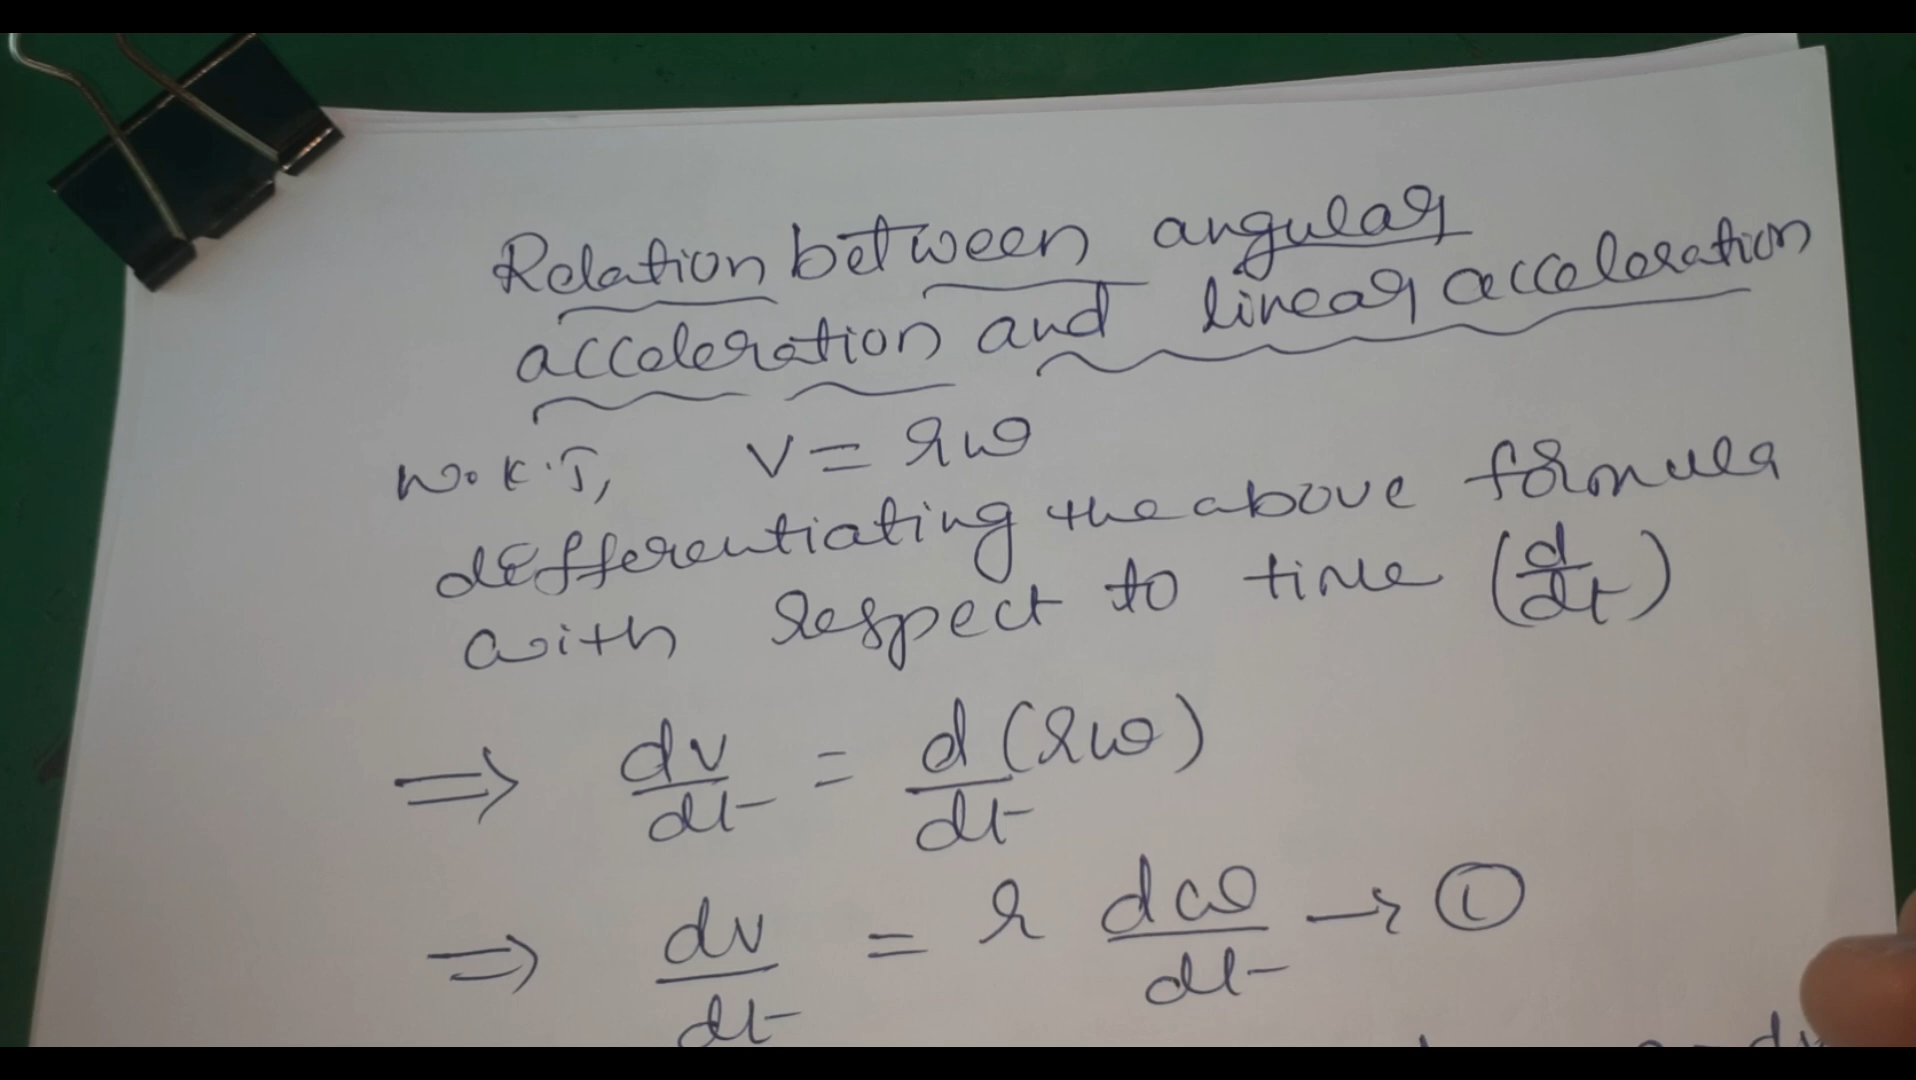 Relation between angular
acceleration and linear acceleration
W.K.T, v = rω
differentiating the above formula
with respect to time (d/dt)
⇒ dv/dt = d/dt (rω)
⇒ dv/dt = r dω/dt → ①